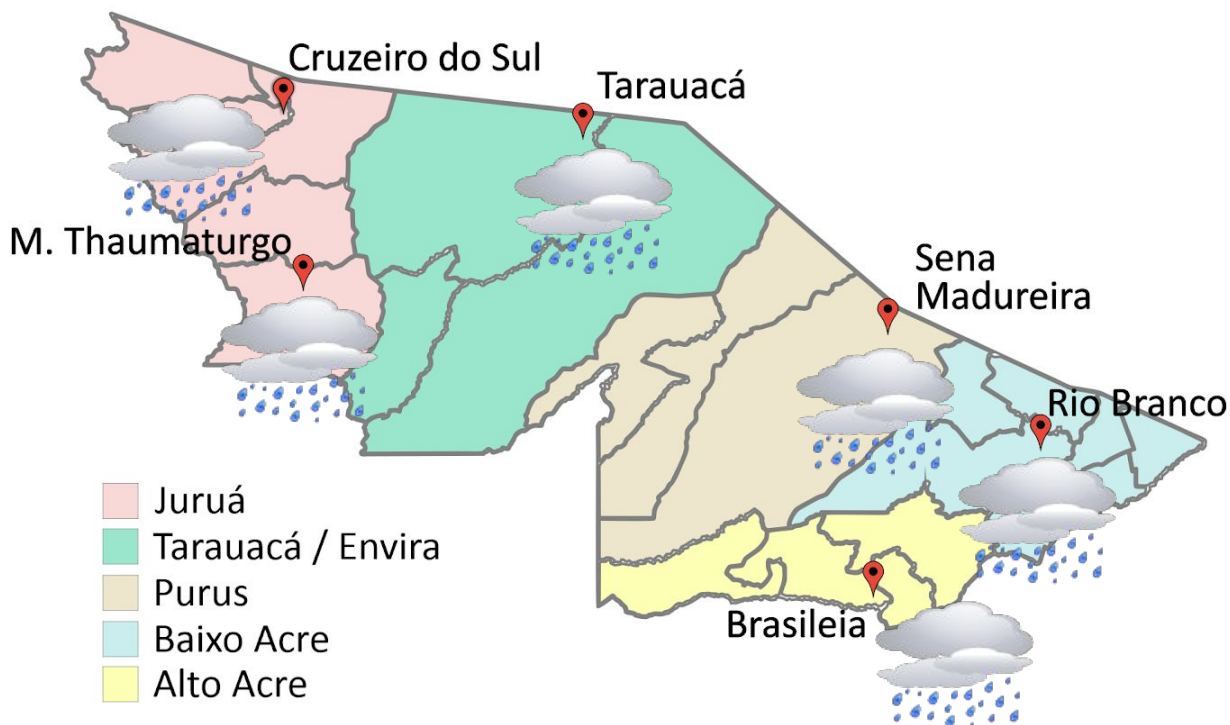 Cruzeiro do Sul
Tarauacá
M. Thaumaturgo
Sena
Madureira
Rio Branco
Brasileia
Juruá
Tarauacá / Envira
Purus
Baixo Acre
Alto Acre